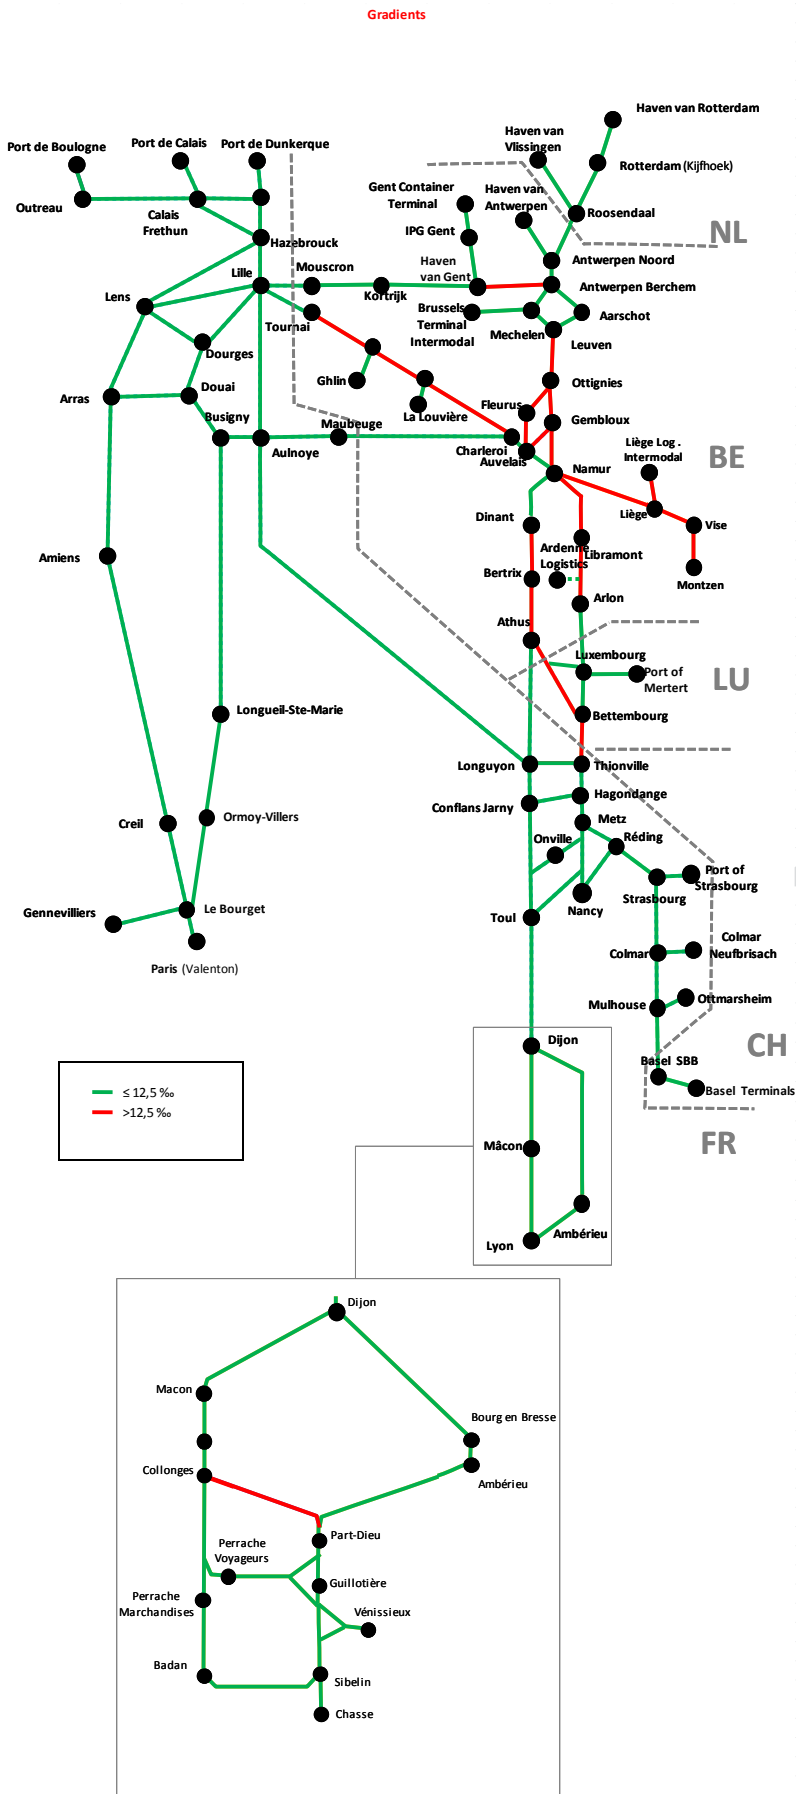 Gradients
Haven van Rotterdam
Haven van
Vlissingen
Port de Boulogne
Port de Calais
Port de Dunkerque
Rotterdam (Kijfhoek)
Gent Container
Terminal
Haven van
Antwerpen
Outreau
Calais
Frethun
Roosendaal
NL
IPG Gent
Hazebrouck
Haven
van Gent
Antwerpen Noord
Lille
Mouscron
Kortrijk
Antwerpen Berchem
Lens
Brussels
Terminal
Intermodal
Aarschot
Tournai
Mechelen
Leuven
Dourges
Ghlin
Ottignies
Arras
Douai
La Louvière
Fleurus
Busigny
Maubeuge
Gembloux
Aulnoye
Charleroi
Auvelais
Liège Log .
Intermodal
BE
Namur
Liège
Dinant
Vise
Amiens
Ardenne
Logistics
Libramont
Bertrix
Montzen
Arlon
Athus
Luxembourg
Port of
Mertert
LU
Longueil-Ste-Marie
Bettembourg
Longuyon
Thionville
Conflans Jarny
Hagondange
Creil
Ormoy-Villers
Metz
Onville
Réding
Port of
Strasbourg
Strasbourg
Gennevilliers
Le Bourget
Toul
Nancy
Colmar
Neufbrisach
Colmar
Paris (Valenton)
Mulhouse
Ottmarsheim
Dijon
CH
Basel SBB
Basel Terminals
≤ 12,5 ‰
>12,5 ‰
FR
Mâcon
Ambérieu
Lyon
Dijon
Macon
Bourg en Bresse
Collonges
Ambérieu
Part-Dieu
Perrache
Voyageurs
Guillotière
Perrache
Marchandises
Vénissieux
Badan
Sibelin
Chasse